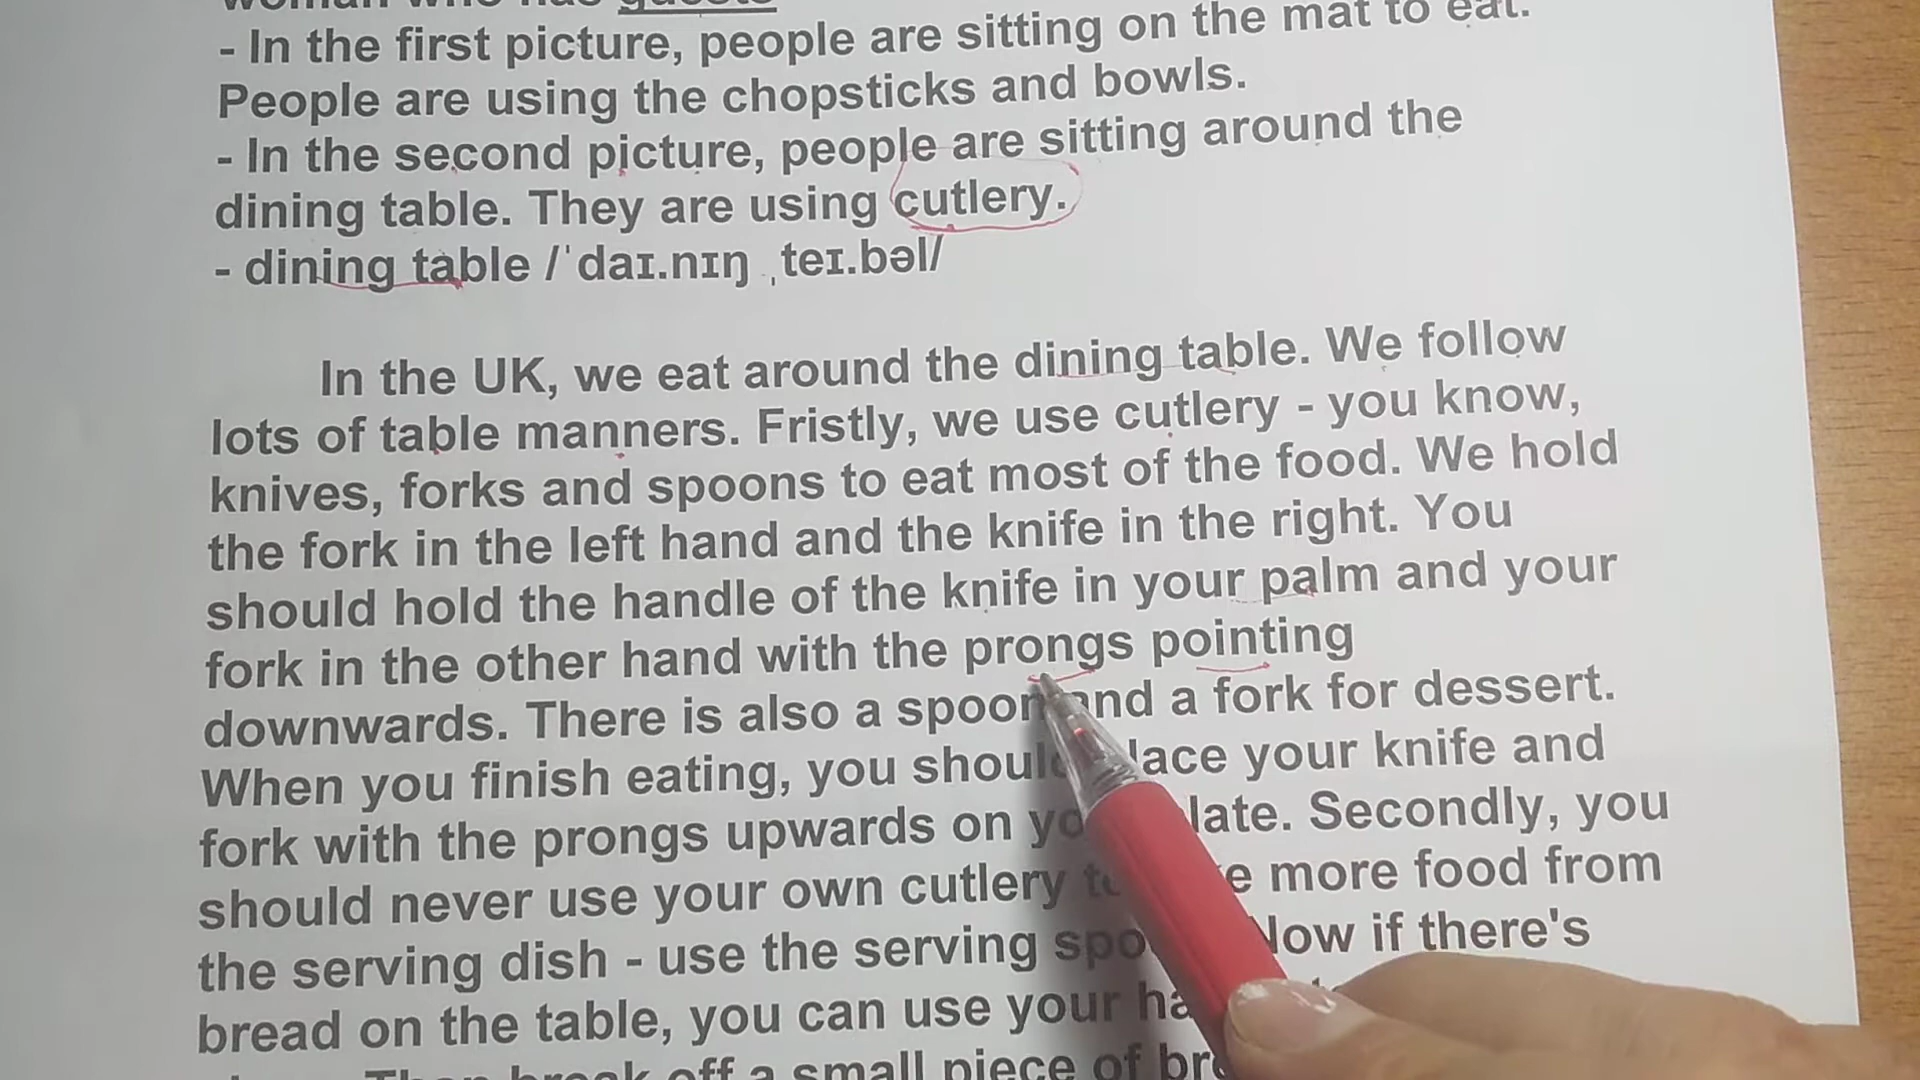 woman who has guests
- In the first picture, people are sitting on the mat to eat.
People are using the chopsticks and bowls.
- In the second picture, people are sitting around the
dining table. They are using cutlery.
- dining table /ˈdaɪ.nɪŋ ˌteɪ.bəl/
In the UK, we eat around the dining table. We follow
lots of table manners. Fristly, we use cutlery - you know,
knives, forks and spoons to eat most of the food. We hold
the fork in the left hand and the knife in the right. You
should hold the handle of the knife in your palm and your
fork in the other hand with the prongs pointing
downwards. There is also a spoon and a fork for dessert.
When you finish eating, you should place your knife and
fork with the prongs upwards on your plate. Secondly, you
should never use your own cutlery more food from
the serving dish - use the serving Now if there's
bread on the table, you can use your
Then break off a small piece of